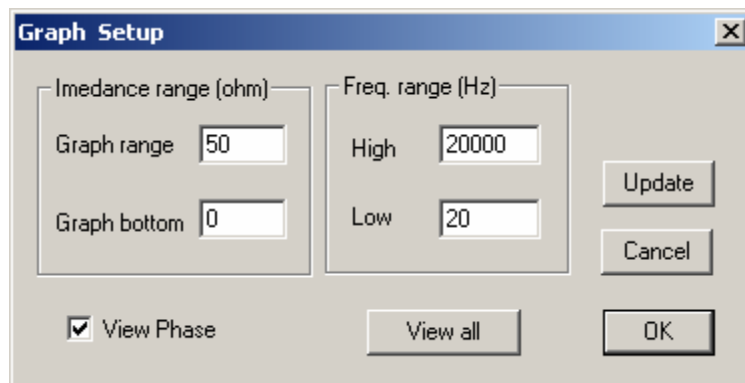 Graph Setup
Imedance range (ohm)
Graph range 50
Graph bottom 0
Freq. range (Hz)
High 20000
Low 20
Update
Cancel
View Phase
View all
OK